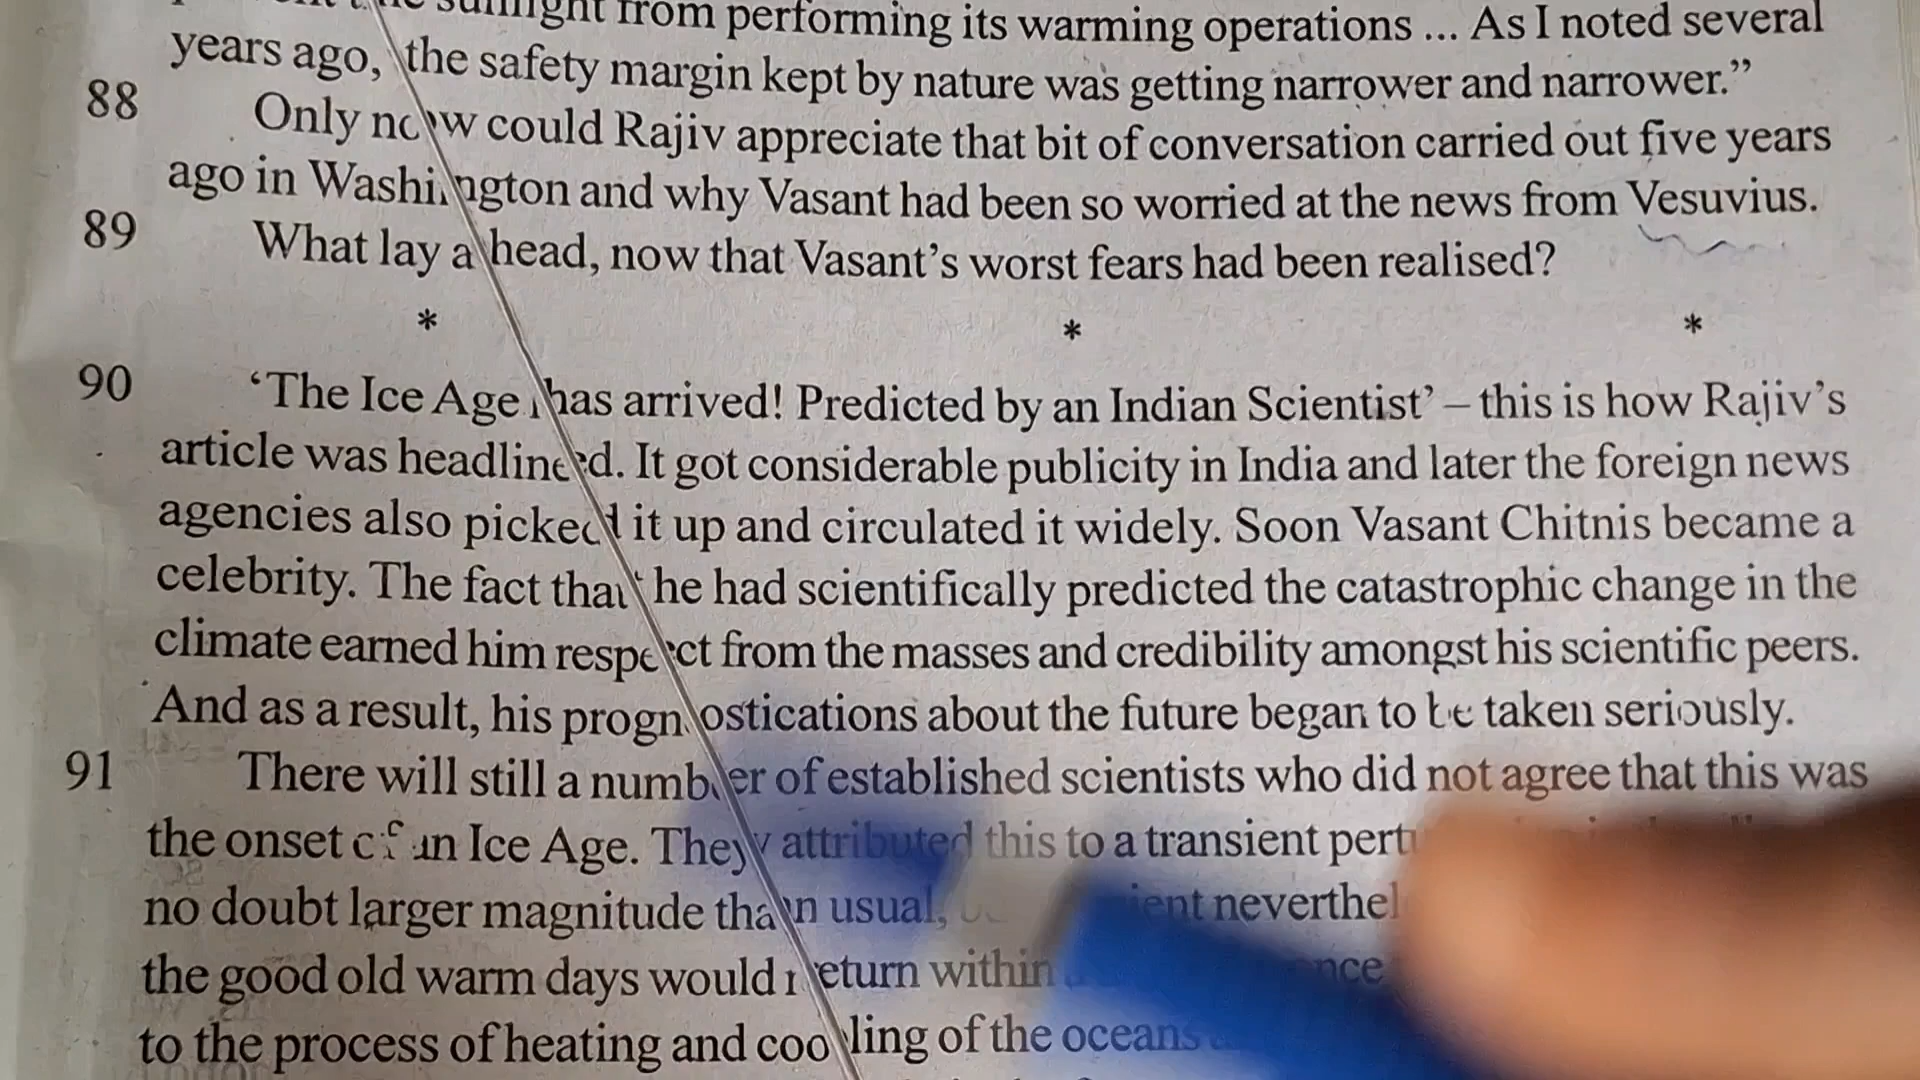 sunlight from performing its warming operations ... As I noted several
years ago, the safety margin kept by nature was getting narrower and narrower.”
88 Only now could Rajiv appreciate that bit of conversation carried out five years
ago in Washington and why Vasant had been so worried at the news from Vesuvius.
89 What lay ahead, now that Vasant’s worst fears had been realised?
* * *
90 ‘The Ice Age has arrived! Predicted by an Indian Scientist’ – this is how Rajiv’s
article was headlined. It got considerable publicity in India and later the foreign news
agencies also picked it up and circulated it widely. Soon Vasant Chitnis became a
celebrity. The fact that he had scientifically predicted the catastrophic change in the
climate earned him respect from the masses and credibility amongst his scientific peers.
And as a result, his prognostications about the future began to be taken seriously.
91 There will still a number of established scientists who did not agree that this was
the onset of an Ice Age. They attributed this to a transient
no doubt larger magnitude than usual,
the good old warm days would return within
to the process of heating and cooling of the oceans